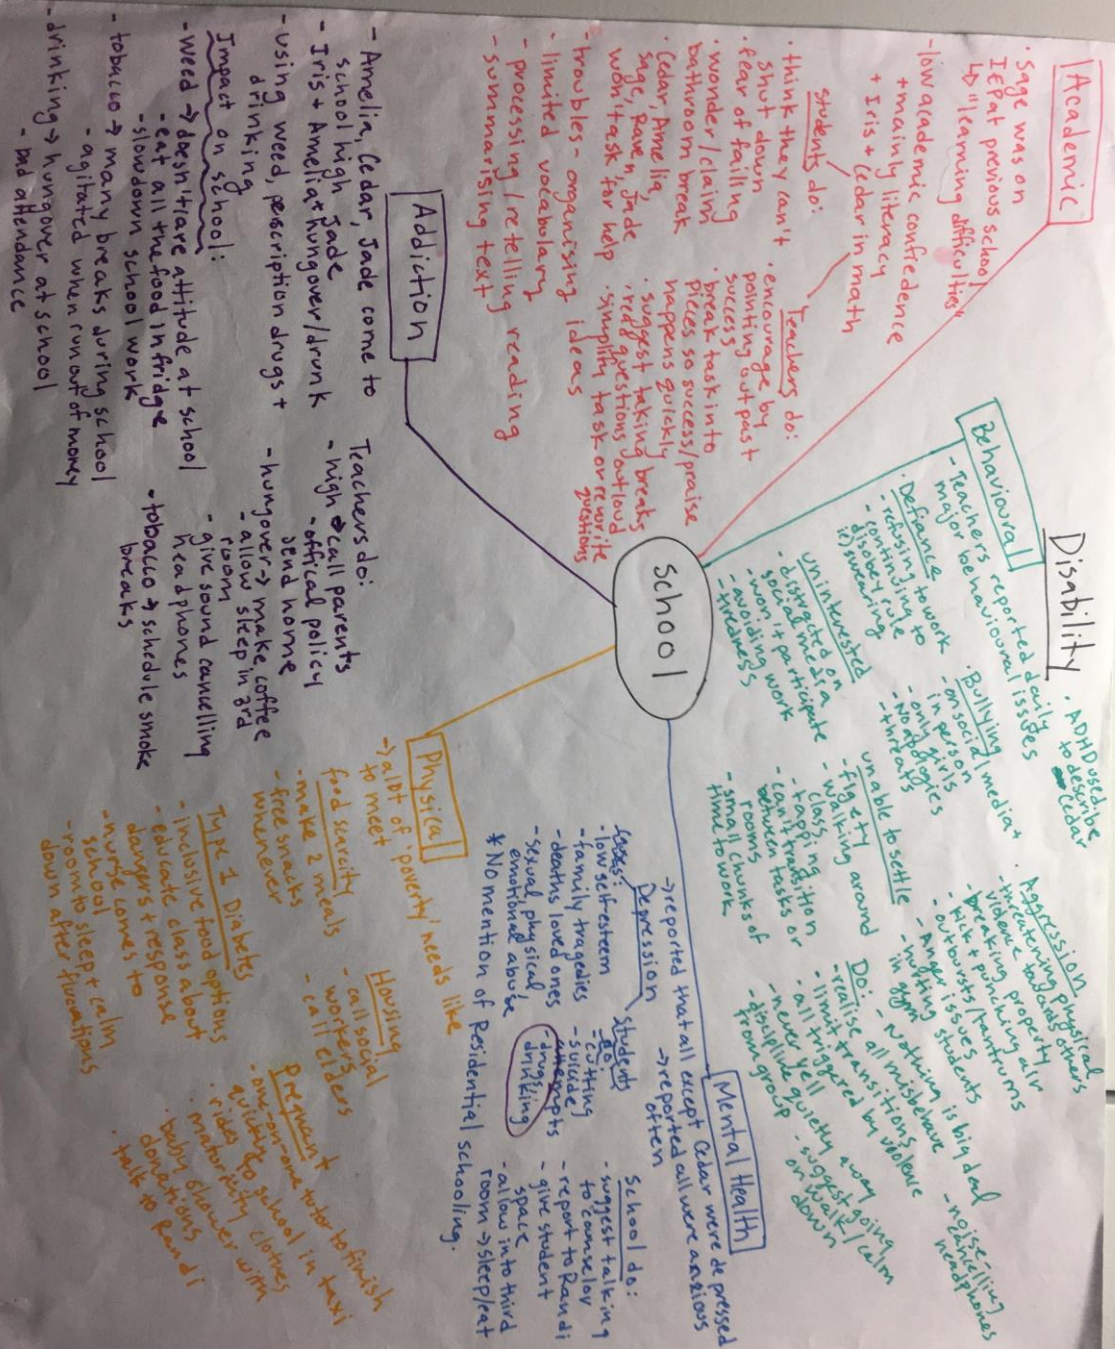 Disability
· ADHD used
to describe
Cedar
School
Academic
· Sage was on
IEP at previous school
↳ "learning difficulties"
- low academic confidence
+ mainly literacy
+ Iris + Cedar in math
students do:
· think they can't
shut down
· fear of failing
· wonder/claim
bathroom break
· Cedar, Amelia,
Sage, Raven, Jade
won't ask for help
· troubles - organising ideas
· limited vocabulary
- processing/retelling reading
- summarising text
Teachers do:
· encourage by
pointing out past
success
· break task into
pieces so success/praise
happens quickly
· suggest taking breaks
· read questions outloud
· simplify task or rewrite
questions
Behavioural
- Teachers reported daily
major behavioural issues
· Defiance
- refusing to work
- continuing to
disobey rule
ie) swearing
uninterested
· distracted on
social media
- won't participate
- avoiding work
- tiredness
· Bullying
- on social media +
in person
- only girls
- No apologies
- threats
unable to settle
- figety
- walking around
class
- tapping
- can't transition
between tasks or
rooms
- small chunks of
time to work
· Aggression
- threatening physical
violence towards others
- breaking property
- kick + punching air
- outbursts/tantrums
- Anger issues
- hurting students
in gym
Do: - Nothing is big deal
- realise all misbehave
- limit transitions
- all triggered by violence
- never yell
- discipline quietly away
from group
- noise cancelling
headphones
· suggest going
on walk/calm
down
Mental Health
→ reported that all except Cedar were depressed
→ reported all were anxious
often
Depression
causes:
- low self esteem
- family tragedies
- deaths loved ones
- sexual, physical,
emotional abuse
* No mention of Residential schooling.
Students
do:
- cutting
- suicide
attempts
- drugs/
drinking
School do:
- suggest talking
to counselor
- report to Randi
- give student
space
- allow into third
room → sleep/eat
Physical
→ alot of 'poverty' needs like
to meet
food scarcity
- make 2 meals
- free snacks
whenever
Housing
- call social
workers
- call elders
Type 1 Diabetes
- inclusive food options
- educate class about
dangers + response
- nurse comes to
school
- room to sleep + calm
down after flucuations
Pregnant
- one-on-one tutor to finish
quickly
· rides to school in taxi
· maturnity clothes
· baby shower with
donations
· talk to Randi
Addiction
- Amelia, Cedar, Jade come to
school high
- Iris + Amelia + Jade
hungover/drunk
- using weed, perscription drugs +
drinking
Impact on school:
- weed → doesn't care attitude at school
- eat all the food in fridge
- slow down school work
- tobacco → many breaks during school
- agitated when run out of money
- drinking → hungover at school
- bad attendance
Teachers do:
- high → call parents
- offical policy
send home
- hungover → make coffee
- allow sleep in 3rd
room
- give sound cancelling
headphones
- tobacco → schedule smoke
breaks